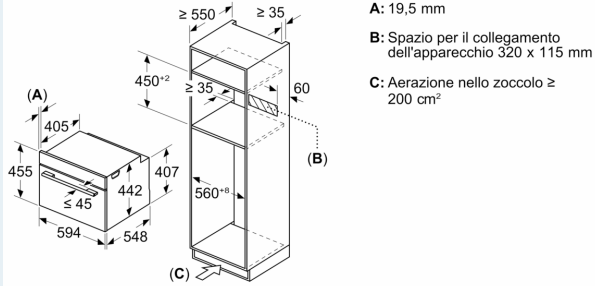 ≥ 550
≥ 35
450+2
≥ 35
60
(A)
405
455
≤ 45
442
407
594
548
560+8
(B)
(C)
A: 19,5 mm
B: Spazio per il collegamento
dell'apparecchio 320 x 115 mm
C: Aerazione nello zoccolo ≥
200 cm²